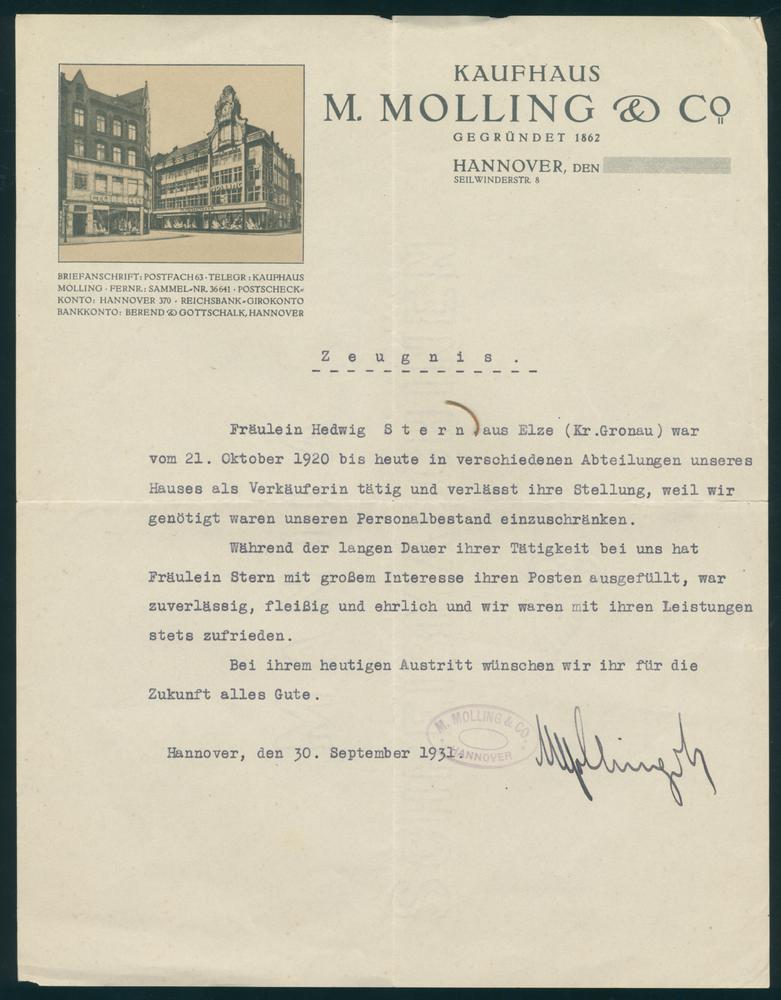 KAUFHAUS
M. MOLLING & Co
GEGRÜNDET 1862
HANNOVER, DEN
SEILWINDERSTR. 8
BRIEFANSCHRIFT: POSTFACH 63 · TELEGR: KAUFHAUS
MOLLING · FERNR.: SAMMEL-NR. 36641 · POSTSCHECK-
KONTO: HANNOVER 370 · REICHSBANK-GIROKONTO
BANKKONTO: BEREND & GOTTSCHALK, HANNOVER
Z e u g n i s .
Fräulein Hedwig S t e r n aus Elze (Kr.Gronau) war
vom 21. Oktober 1920 bis heute in verschiedenen Abteilungen unseres
Hauses als Verkäuferin tätig und verlässt ihre Stellung, weil wir
genötigt waren unseren Personalbestand einzuschränken.
Während der langen Dauer ihrer Tätigkeit bei uns hat
Fräulein Stern mit großem Interesse ihren Posten ausgefüllt, war
zuverlässig, fleißig und ehrlich und wir waren mit ihren Leistungen
stets zufrieden.
Bei ihrem heutigen Austritt wünschen wir ihr für die
Zukunft alles Gute.
Hannover, den 30. September 1931.
M. MOLLING & CO.
HANNOVER